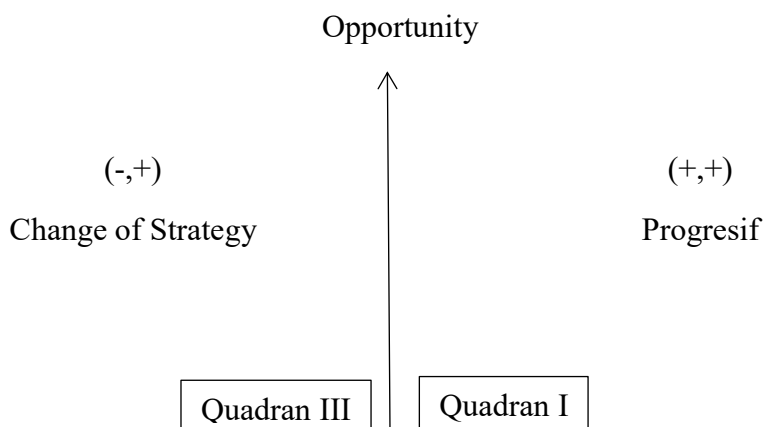 Opportunity
(-,+)
(+,+)
Change of Strategy
Progresif
Quadran III
Quadran I